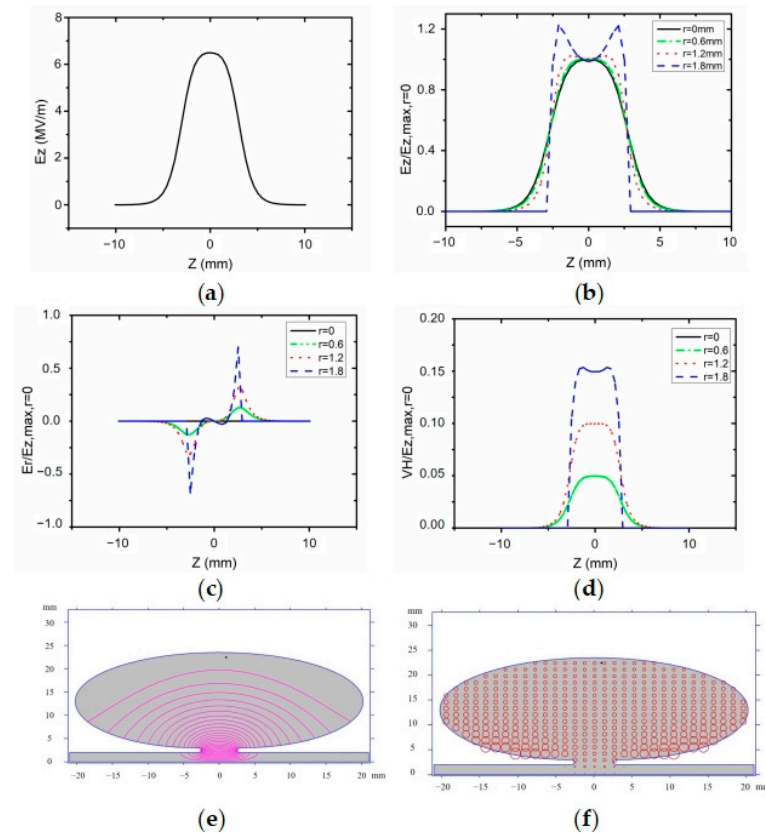 8
6
4
2
0
Ez (MV/m)
−10 0 10
Z (mm)
(a)
1.2
0.8
0.4
0.0
Ez/Ez,max,r=0
r=0mm
r=0.6mm
r=1.2mm
r=1.8mm
−10 −5 0 5 10
Z (mm)
(b)
1.0
0.5
0.0
−0.5
−1.0
Er/Ez,max,r=0
r=0
r=0.6
r=1.2
r=1.8
−10 0 10
Z (mm)
(c)
0.20
0.15
0.10
0.05
0.00
VH/Ez,max,r=0
r=0
r=0.6
r=1.2
r=1.8
−10 0 10
Z (mm)
(d)
mm
30
25
20
15
10
5
0
−20 −15 −10 −5 0 5 10 15 20 mm
(e)
mm
30
25
20
15
10
5
0
−20 −15 −10 −5 0 5 10 15 20 mm
(f)